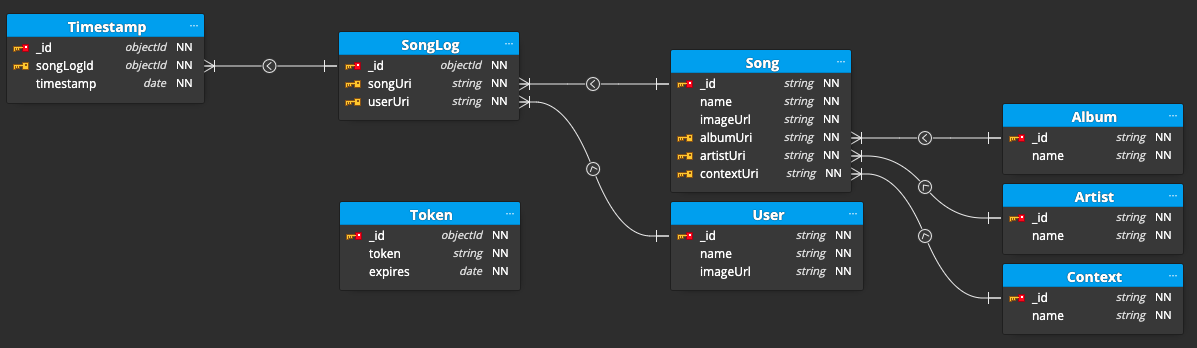 Timestamp ...
_id objectId NN
songLogId objectId NN
timestamp date NN
SongLog ...
_id objectId NN
songUri string NN
userUri string NN
Song ...
_id string NN
name string NN
imageUrl string NN
albumUri string NN
artistUri string NN
contextUri string NN
Album ...
_id string NN
name string NN
Token ...
_id objectId NN
token string NN
expires date NN
User ...
_id string NN
name string NN
imageUrl string NN
Artist ...
_id string NN
name string NN
Context ...
_id string NN
name string NN